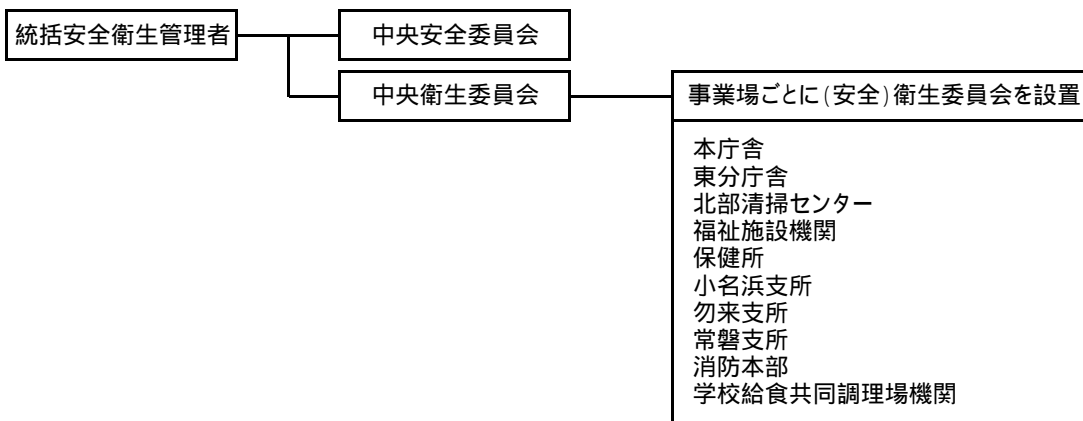 統括安全衛生管理者
中央安全委員会
中央衛生委員会
事業場ごとに(安全)衛生委員会を設置
本庁舎
東分庁舎
北部清掃センター
福祉施設機関
保健所
小名浜支所
勿来支所
常磐支所
消防本部
学校給食共同調理場機関